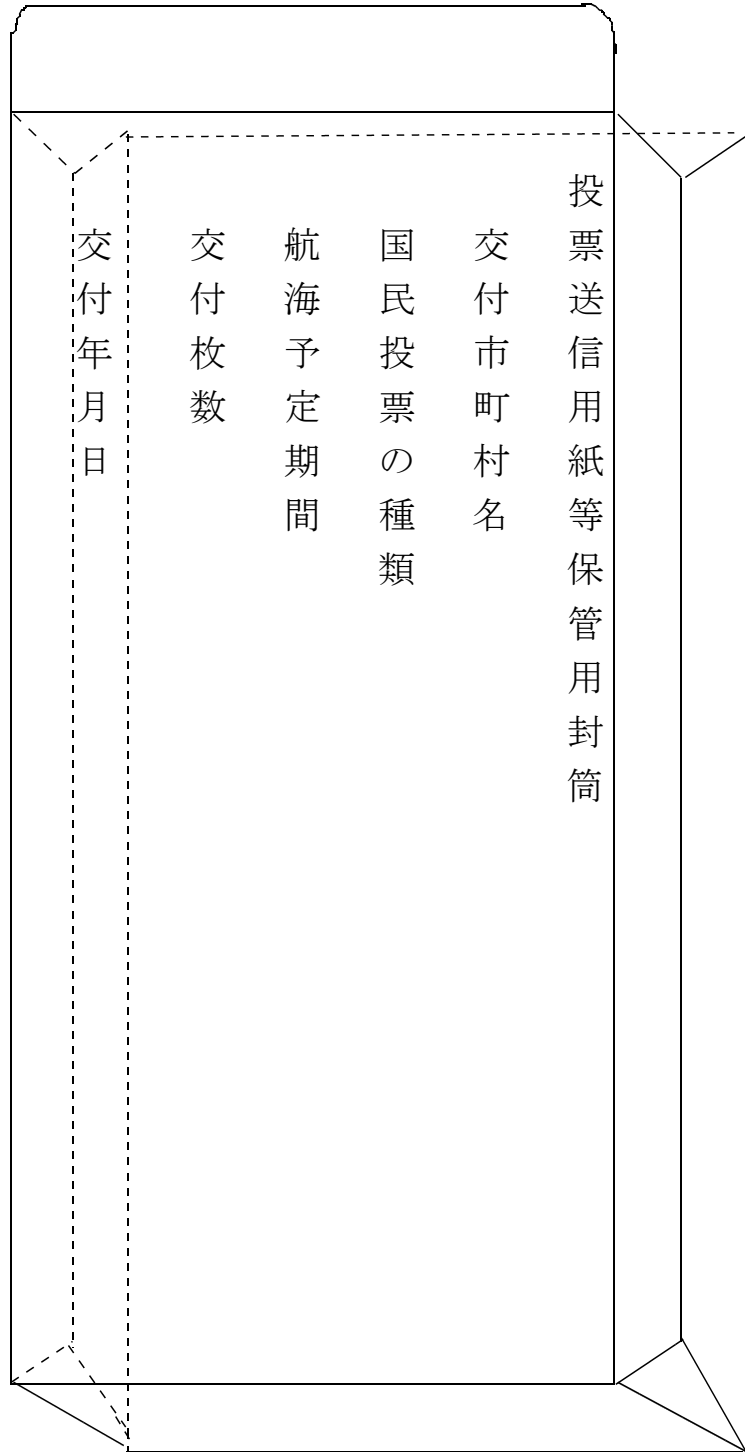 投票送信用紙等保管用封筒
交付市町村名
国民投票の種類
航海予定期間
交付枚数
交付年月日